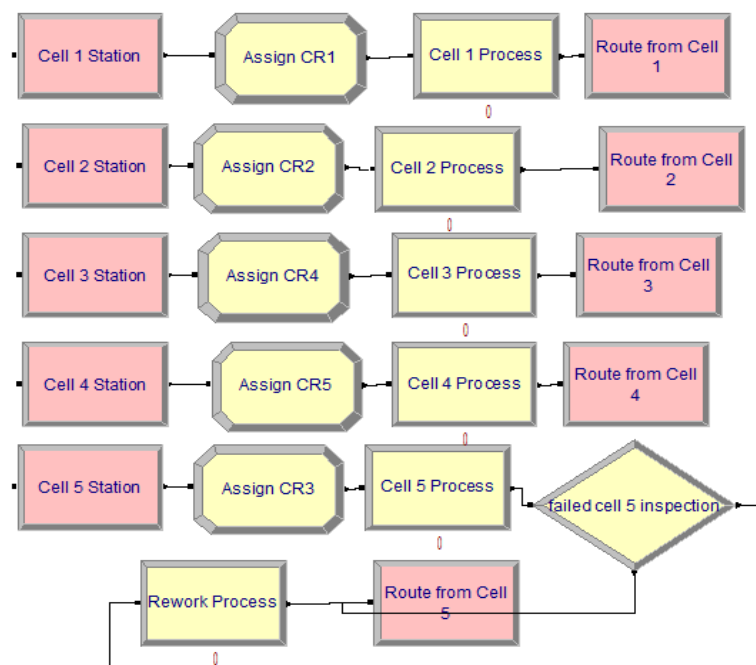 Cell 1 Station
Assign CR1
Cell 1 Process
Route from Cell
1
0
Cell 2 Station
Assign CR2
Cell 2 Process
Route from Cell
2
0
Cell 3 Station
Assign CR4
Cell 3 Process
Route from Cell
3
0
Cell 4 Station
Assign CR5
Cell 4 Process
Route from Cell
4
0
Cell 5 Station
Assign CR3
Cell 5 Process
failed cell 5 inspection
0
Rework Process
Route from Cell
5
0